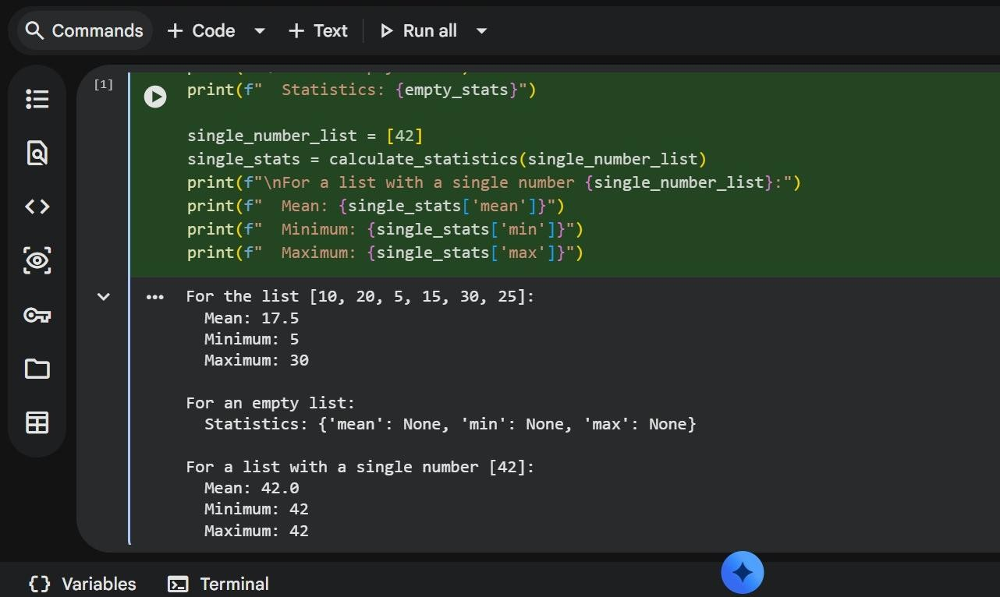 Commands + Code + Text Run all
[1]
print(f"  Statistics: {empty_stats}")
single_number_list = [42]
single_stats = calculate_statistics(single_number_list)
print(f"\nFor a list with a single number {single_number_list}:")
print(f"  Mean: {single_stats['mean']}")
print(f"  Minimum: {single_stats['min']}")
print(f"  Maximum: {single_stats['max']}")
For the list [10, 20, 5, 15, 30, 25]:
  Mean: 17.5
  Minimum: 5
  Maximum: 30
For an empty list:
  Statistics: {'mean': None, 'min': None, 'max': None}
For a list with a single number [42]:
  Mean: 42.0
  Minimum: 42
  Maximum: 42
Variables Terminal